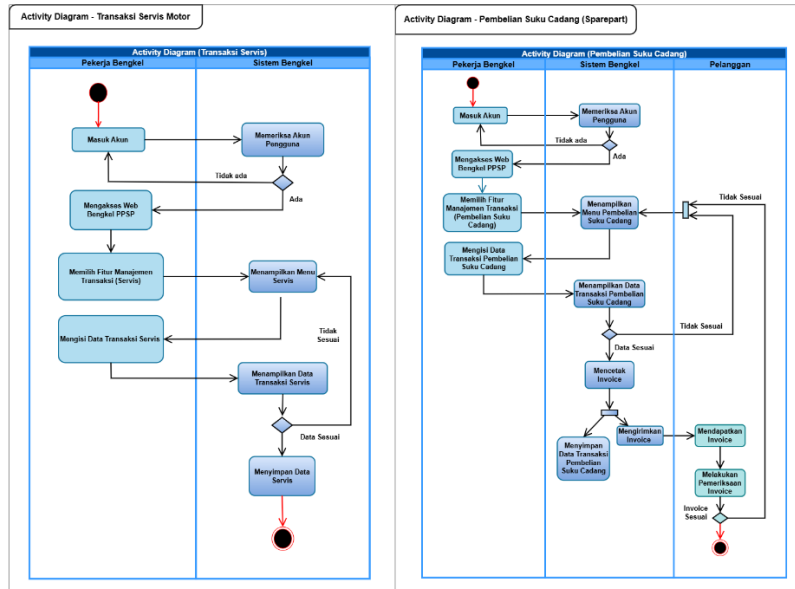 Activity Diagram - Transaksi Servis Motor
Activity Diagram (Transaksi Servis)
Pekerja Bengkel
Sistem Bengkel
Masuk Akun
Memeriksa Akun
Pengguna
Tidak ada
Ada
Mengakses Web
Bengkel PPSP
Memilih Fitur Manajemen
Transaksi (Servis)
Menampilkan Menu
Servis
Tidak
Sesuai
Mengisi Data Transaksi Servis
Menampilkan Data
Transaksi Servis
Data Sesuai
Menyimpan Data
Servis
Activity Diagram - Pembelian Suku Cadang (Sparepart)
Activity Diagram (Pembelian Suku Cadang)
Pekerja Bengkel
Sistem Bengkel
Pelanggan
Masuk Akun
Memeriksa Akun
Pengguna
Tidak ada
Ada
Mengakses Web
Bengkel PPSP
Memilih Fitur
Manajemen Transaksi
(Pembelian Suku
Cadang)
Menampilkan
Menu Pembelian
Suku Cadang
Tidak Sesuai
Mengisi Data
Transaksi Pembelian
Suku Cadang
Menampilkan Data
Transaksi Pembelian
Suku Cadang
Tidak Sesuai
Data Sesuai
Mencetak
Invoice
Mengirimkan
Invoice
Mendapatkan
Invoice
Menyimpan
Data Transaksi
Pembelian
Suku Cadang
Melakukan
Pemeriksaan
Invoice
Invoice
Sesuai